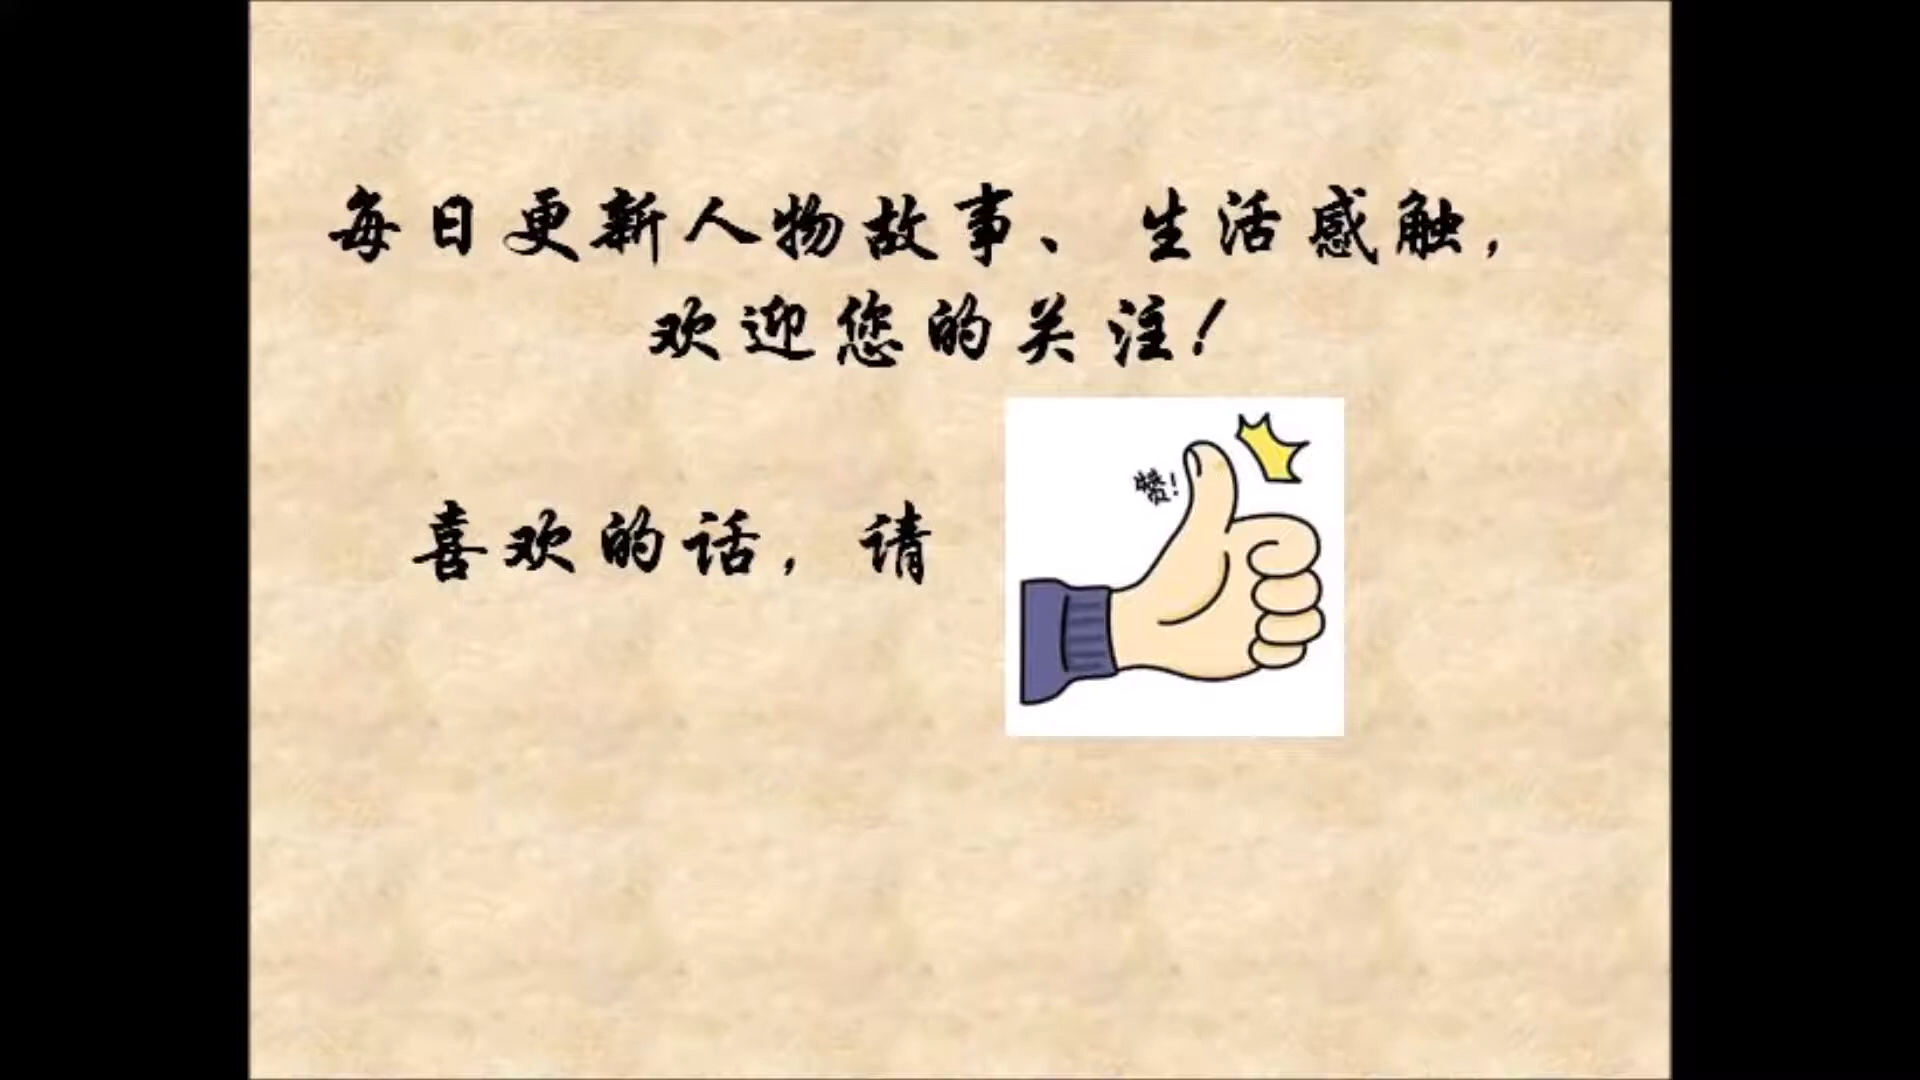 每日更新人物故事、生活感触，
欢迎您的关注！
赞！
喜欢的话，请